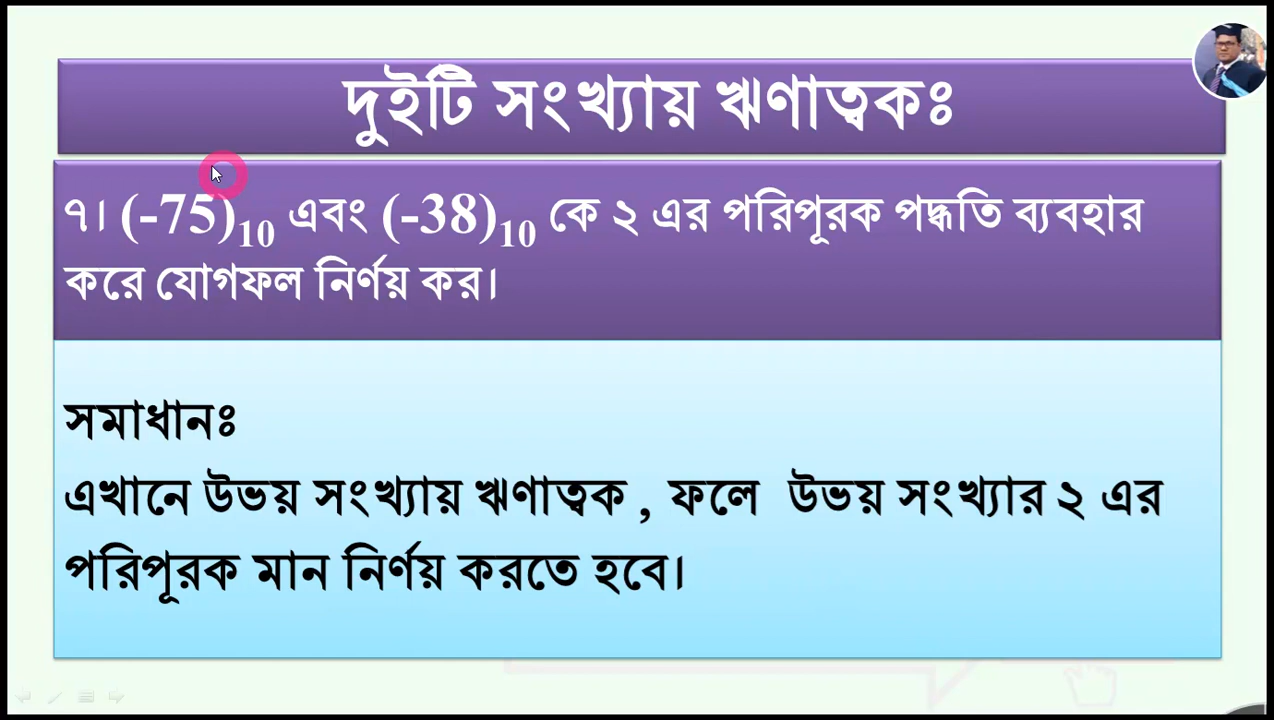 দুইটি সংখ্যায় ঋণাত্বকঃ
৭। (-75)10 এবং (-38)10 কে ২ এর পরিপূরক পদ্ধতি ব্যবহার
করে যোগফল নির্ণয় কর।
সমাধানঃ
এখানে উভয় সংখ্যায় ঋণাত্বক , ফলে উভয় সংখ্যার ২ এর
পরিপূরক মান নির্ণয় করতে হবে।